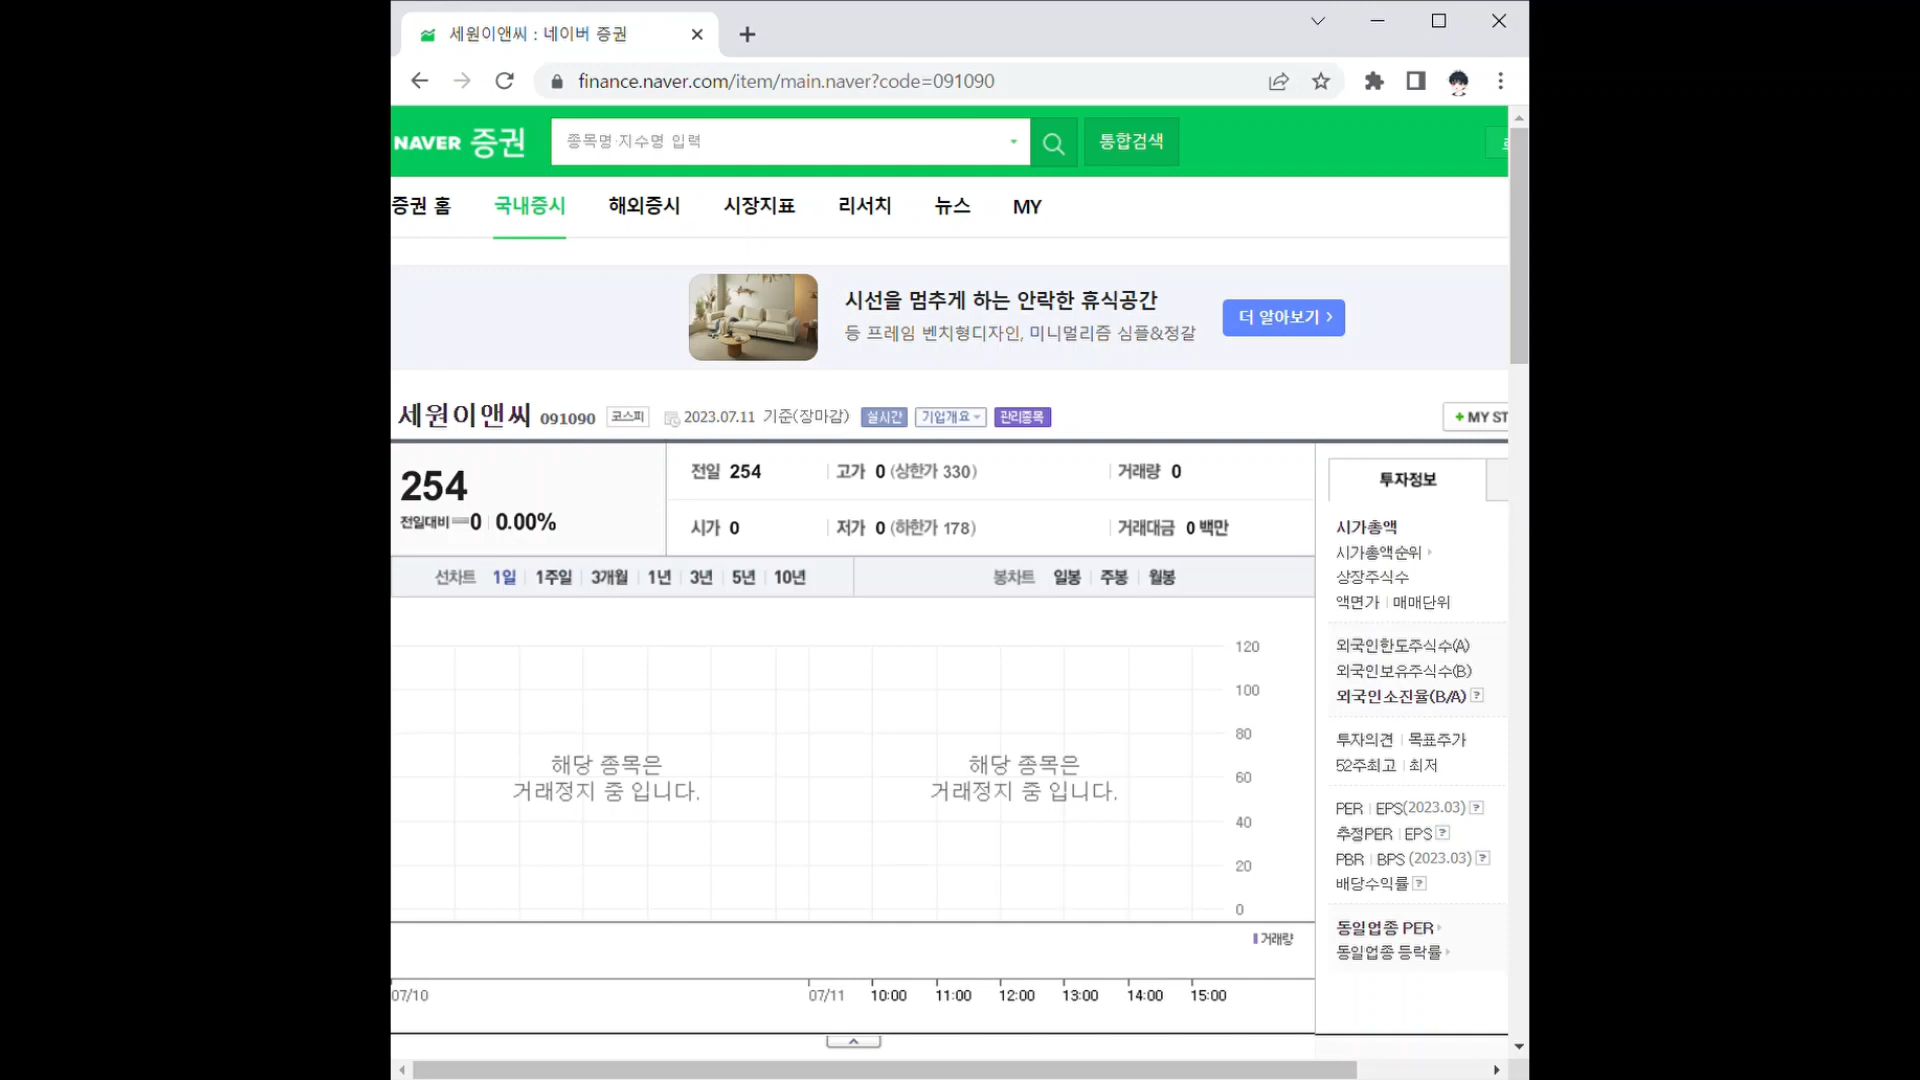 세원이앤씨 : 네이버 증권
finance.naver.com/item/main.naver?code=091090
NAVER 증권
종목명·지수명 입력
통합검색
증권 홈 국내증시 해외증시 시장지표 리서치 뉴스 MY
시선을 멈추게 하는 안락한 휴식공간
등 프레임 벤치형디자인, 미니멀리즘 심플&정갈
더 알아보기 >
세원이앤씨 091090 코스피 2023.07.11 기준(장마감) 실시간 기업개요 관리종목
+ MY ST
254
전일대비 0 0.00%
전일 254 고가 0 (상한가 330) 거래량 0
시가 0 저가 0 (하한가 178) 거래대금 0 백만
선차트 1일 1주일 3개월 1년 3년 5년 10년 봉차트 일봉 주봉 월봉
120
100
80
60
40
20
0
해당 종목은
거래정지 중 입니다.
해당 종목은
거래정지 중 입니다.
거래량
07/10 07/11 10:00 11:00 12:00 13:00 14:00 15:00
투자정보
시가총액
시가총액순위
상장주식수
액면가 | 매매단위
외국인한도주식수(A)
외국인보유주식수(B)
외국인소진율(B/A) ?
투자의견 | 목표주가
52주최고 | 최저
PER | EPS(2023.03) ?
추정PER | EPS ?
PBR | BPS (2023.03) ?
배당수익률 ?
동일업종 PER
동일업종 등락률